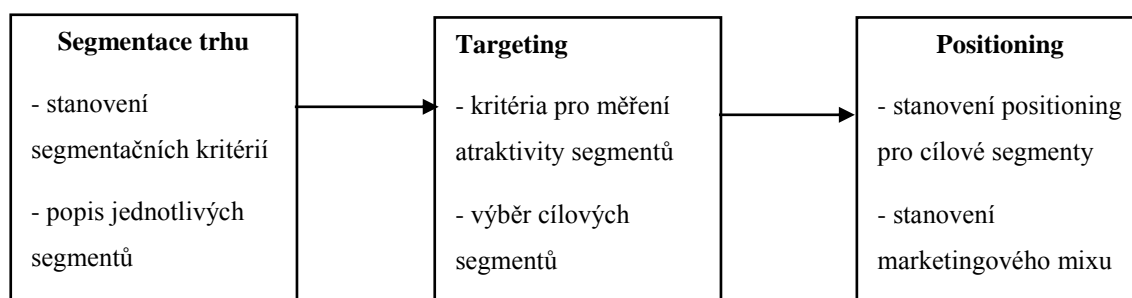 Segmentace trhu
- stanovení
segmentačních kritérií
- popis jednotlivých
segmentů
Targeting
- kritéria pro měření
atraktivity segmentů
- výběr cílových
segmentů
Positioning
- stanovení positioning
pro cílové segmenty
- stanovení
marketingového mixu